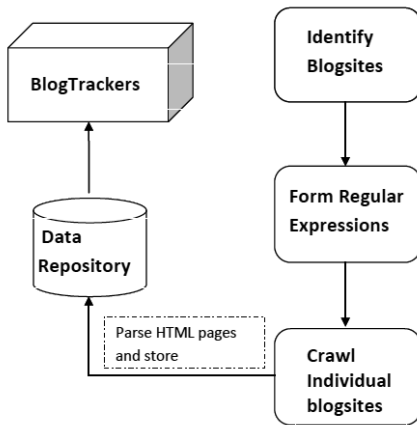 BlogTrackers
Identify
Blogsites
Form Regular
Expressions
Data
Repository
Parse HTML pages
and store
Crawl
Individual
blogsites